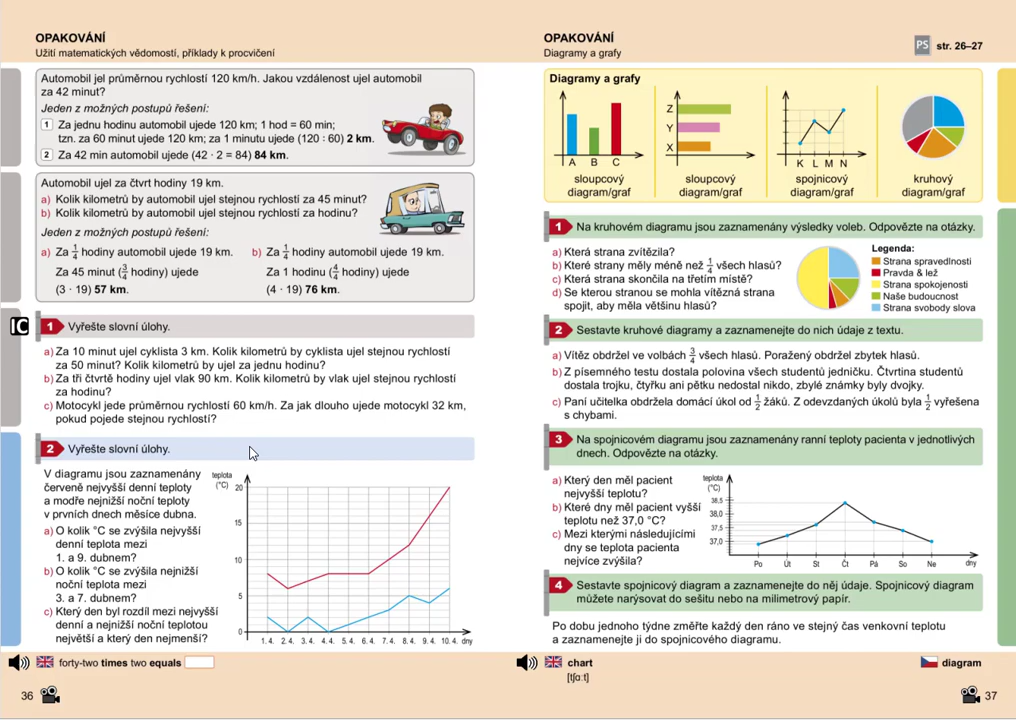 OPAKOVÁNÍ
Užití matematických vědomostí, příklady k procvičení
Automobil jel průměrnou rychlostí 120 km/h. Jakou vzdálenost ujel automobil
za 42 minut?
Jeden z možných postupů řešení:
1 Za jednu hodinu automobil ujede 120 km; 1 hod = 60 min;
tzn. za 60 minut ujede 120 km; za 1 minutu ujede (120 : 60) 2 km.
2 Za 42 min automobil ujede (42 · 2 = 84) 84 km.
Automobil ujel za čtvrt hodiny 19 km.
a) Kolik kilometrů by automobil ujel stejnou rychlostí za 45 minut?
b) Kolik kilometrů by automobil ujel stejnou rychlostí za hodinu?
Jeden z možných postupů řešení:
a) Za 1/4 hodiny automobil ujede 19 km.
Za 45 minut (3/4 hodiny) ujede
(3 · 19) 57 km.
b) Za 1/4 hodiny automobil ujede 19 km.
Za 1 hodinu (4/4 hodiny) ujede
(4 · 19) 76 km.
IC
1 Vyřešte slovní úlohy.
a) Za 10 minut ujel cyklista 3 km. Kolik kilometrů by cyklista ujel stejnou rychlostí
za 50 minut? Kolik kilometrů by ujel za jednu hodinu?
b) Za tři čtvrtě hodiny ujel vlak 90 km. Kolik kilometrů by vlak ujel stejnou rychlostí
za hodinu?
c) Motocykl jede průměrnou rychlostí 60 km/h. Za jak dlouho ujede motocykl 32 km,
pokud pojede stejnou rychlostí?
2 Vyřešte slovní úlohy.
V diagramu jsou zaznamenány
červeně nejvyšší denní teploty
a modře nejnižší noční teploty
v prvních dnech měsíce dubna.
a) O kolik °C se zvýšila nejvyšší
denní teplota mezi
1. a 9. dubnem?
b) O kolik °C se zvýšila nejnižší
noční teplota mezi
3. a 7. dubnem?
c) Který den byl rozdíl mezi nejvyšší
denní a nejnižší noční teplotou
největší a který den nejmenší?
teplota
(°C)
20
15
10
5
0
1. 4. 2. 4. 3. 4. 4. 4. 5. 4. 6. 4. 7. 4. 8. 4. 9. 4. 10. 4. dny
forty-two times two equals
36
OPAKOVÁNÍ
Diagramy a grafy
PS str. 26–27
Diagramy a grafy
A B C
sloupcový
diagram/graf
Z
Y
X
sloupcový
diagram/graf
K L M N
spojnicový
diagram/graf
kruhový
diagram/graf
1 Na kruhovém diagramu jsou zaznamenány výsledky voleb. Odpovězte na otázky.
a) Která strana zvítězila?
b) Které strany měly méně než 1/4 všech hlasů?
c) Která strana skončila na třetím místě?
d) Se kterou stranou se mohla vítězná strana
spojit, aby měla většinu hlasů?
Legenda:
Strana spravedlnosti
Pravda & lež
Strana spokojenosti
Naše budoucnost
Strana svobody slova
2 Sestavte kruhové diagramy a zaznamenejte do nich údaje z textu.
a) Vítěz obdržel ve volbách 3/4 všech hlasů. Poražený obdržel zbytek hlasů.
b) Z písemného testu dostala polovina všech studentů jedničku. Čtvrtina studentů
dostala trojku, čtyřku ani pětku nedostal nikdo, zbylé známky byly dvojky.
c) Paní učitelka obdržela domácí úkol od 1/2 žáků. Z odevzdaných úkolů byla 1/2 vyřešena
s chybami.
3 Na spojnicovém diagramu jsou zaznamenány ranní teploty pacienta v jednotlivých
dnech. Odpovězte na otázky.
a) Který den měl pacient
nejvyšší teplotu?
b) Které dny měl pacient vyšší
teplotu než 37,0 °C?
c) Mezi kterými následujícími
dny se teplota pacienta
nejvíce zvýšila?
teplota
(°C)
38,5
38,0
37,5
37,0
Po Út St Čt Pá So Ne dny
4 Sestavte spojnicový diagram a zaznamenejte do něj údaje. Spojnicový diagram
můžete narýsovat do sešitu nebo na milimetrový papír.
Po dobu jednoho týdne změřte každý den ráno ve stejný čas venkovní teplotu
a zaznamenejte ji do spojnicového diagramu.
chart
[tʃɑːt]
diagram
37